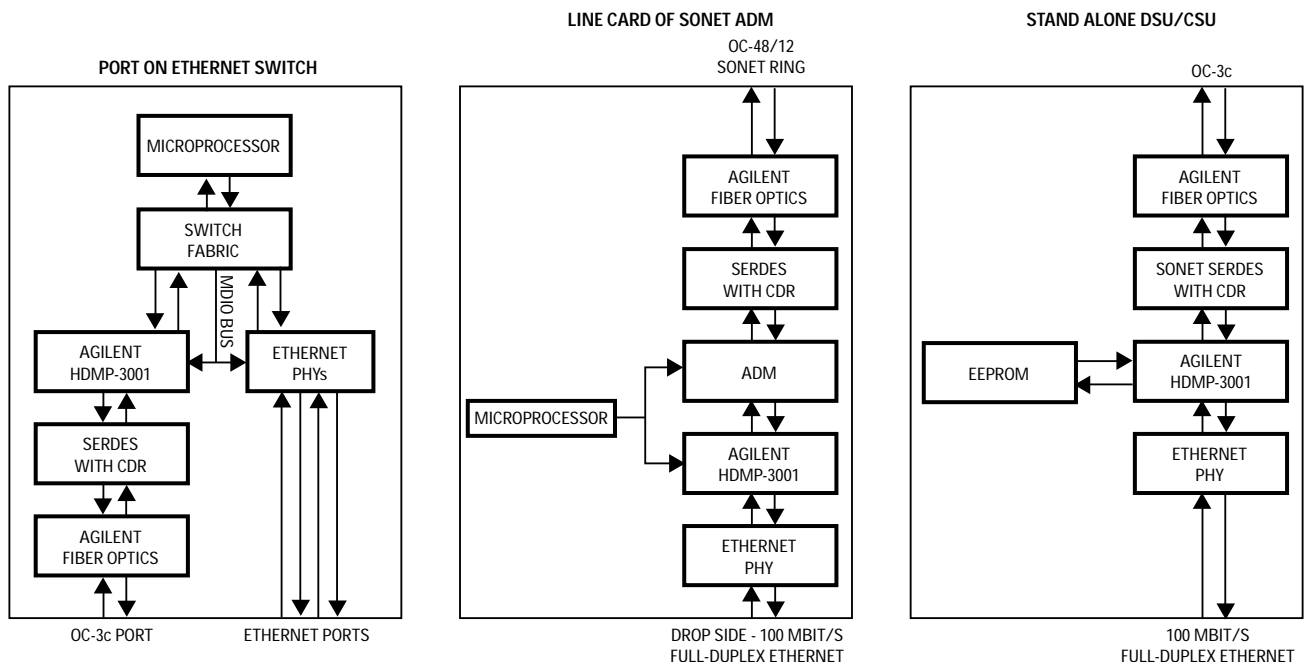 PORT ON ETHERNET SWITCH
MICROPROCESSOR
SWITCH
FABRIC
MDIO BUS
AGILENT
HDMP-3001
ETHERNET
PHYs
SERDES
WITH CDR
AGILENT
FIBER OPTICS
OC-3c PORT
ETHERNET PORTS
LINE CARD OF SONET ADM
OC-48/12
SONET RING
AGILENT
FIBER OPTICS
SERDES
WITH CDR
ADM
MICROPROCESSOR
AGILENT
HDMP-3001
ETHERNET
PHY
DROP SIDE - 100 MBIT/S
FULL-DUPLEX ETHERNET
STAND ALONE DSU/CSU
OC-3c
AGILENT
FIBER OPTICS
SONET SERDES
WITH CDR
EEPROM
AGILENT
HDMP-3001
ETHERNET
PHY
100 MBIT/S
FULL-DUPLEX ETHERNET